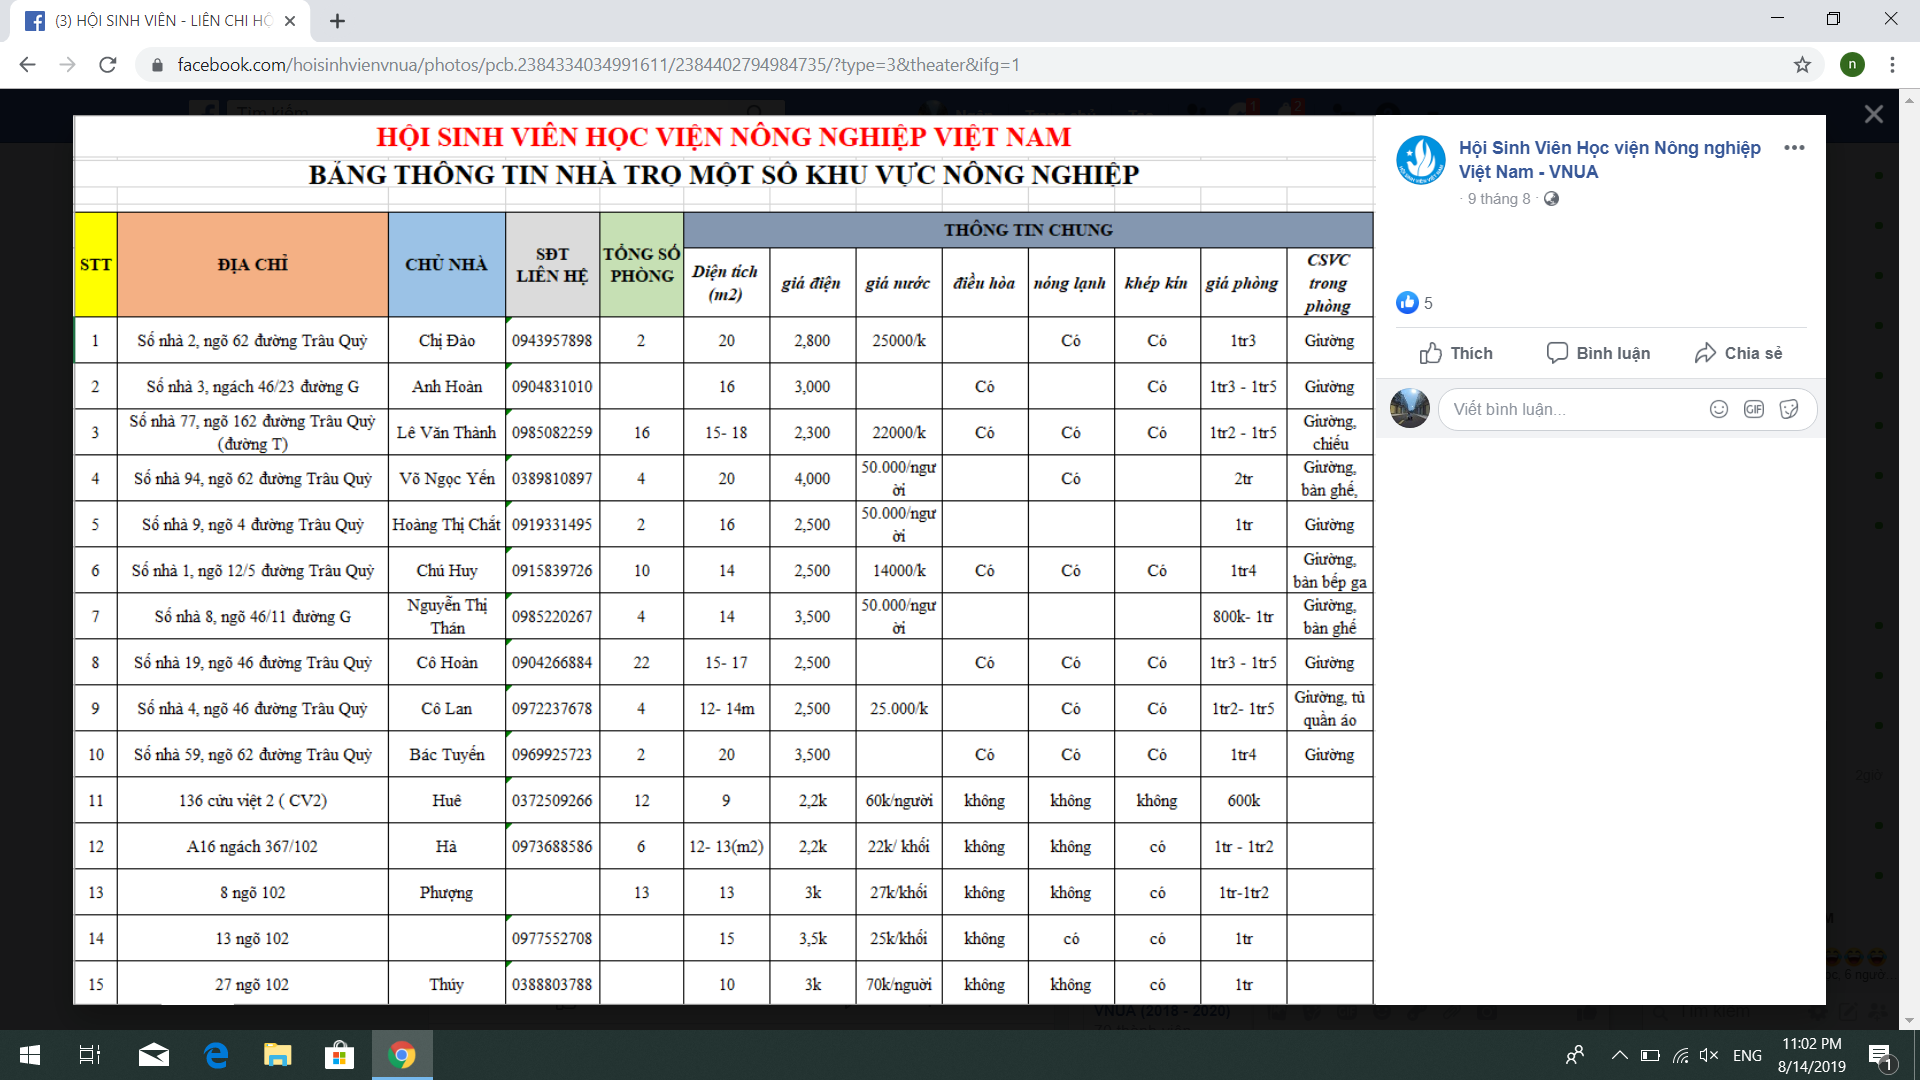 (3) HỘI SINH VIÊN - LIÊN CHI HỘ
facebook.com/hoisinhvienvnua/photos/pcb.2384334034991611/2384402794984735/?type=3&theater&ifg=1
n
Tìm kiếm
HỘI SINH VIÊN HỌC VIỆN NÔNG NGHIỆP VIỆT NAM
BẢNG THÔNG TIN NHÀ TRỌ MỘT SỐ KHU VỰC NÔNG NGHIỆP
STT ĐỊA CHỈ CHỦ NHÀ SĐT LIÊN HỆ TỔNG SỐ PHÒNG THÔNG TIN CHUNG
Diện tích (m2) giá điện giá nước điều hòa nóng lạnh khép kín giá phòng CSVC trong phòng
1 Số nhà 2, ngõ 62 đường Trâu Quỳ Chị Đào 0943957898 2 20 2,800 25000/k Có Có 1tr3 Giường
2 Số nhà 3, ngách 46/23 đường G Anh Hoàn 0904831010 16 3,000 Có Có 1tr3 - 1tr5 Giường
3 Số nhà 77, ngõ 162 đường Trâu Quỳ (đường T) Lê Văn Thành 0985082259 16 15- 18 2,300 22000/k Có Có Có 1tr2 - 1tr5 Giường, chiếu
4 Số nhà 94, ngõ 62 đường Trâu Quỳ Võ Ngọc Yến 0389810897 4 20 4,000 50.000/người Có 2tr Giường, bàn ghế,
5 Số nhà 9, ngõ 4 đường Trâu Quỳ Hoàng Thị Chắt 0919331495 2 16 2,500 50.000/người 1tr Giường
6 Số nhà 1, ngõ 12/5 đường Trâu Quỳ Chú Huy 0915839726 10 14 2,500 14000/k Có Có Có 1tr4 Giường, bàn bếp ga
7 Số nhà 8, ngõ 46/11 đường G Nguyễn Thị Thán 0985220267 4 14 3,500 50.000/người 800k- 1tr Giường, bàn ghế
8 Số nhà 19, ngõ 46 đường Trâu Quỳ Cô Hoàn 0904266884 22 15- 17 2,500 Có Có Có 1tr3 - 1tr5 Giường
9 Số nhà 4, ngõ 46 đường Trâu Quỳ Cô Lan 0972237678 4 12- 14m 2,500 25.000/k Có Có 1tr2- 1tr5 Giường, tủ quần áo
10 Số nhà 59, ngõ 62 đường Trâu Quỳ Bác Tuyến 0969925723 2 20 3,500 Có Có Có 1tr4 Giường
11 136 cửu việt 2 ( CV2) Huê 0372509266 12 9 2,2k 60k/người không không không 600k
12 A16 ngách 367/102 Hà 0973688586 6 12- 13(m2) 2,2k 22k/ khối không không có 1tr - 1tr2
13 8 ngõ 102 Phượng 13 13 3k 27k/khối không không có 1tr-1tr2
14 13 ngõ 102 0977552708 15 3,5k 25k/khối không có có 1tr
15 27 ngõ 102 Thúy 0388803788 10 3k 70k/nguời không không có 1tr
Hội Sinh Viên Học viện Nông nghiệp
Việt Nam - VNUA
· 9 tháng 8 ·
5
Thích Bình luận Chia sẻ
Viết bình luận...
GIF
2giờ
VNUA (2018 - 2020)
Tìm kiếm
ENG
11:02 PM
8/14/2019
1